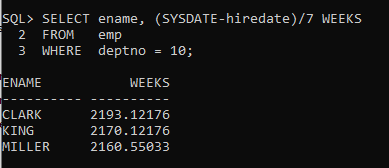 SQL> SELECT ename, (SYSDATE-hiredate)/7 WEEKS
  2  FROM   emp
  3  WHERE  deptno = 10;
ENAME           WEEKS
---------- ----------
CLARK      2193.12176
KING       2170.12176
MILLER     2160.55033